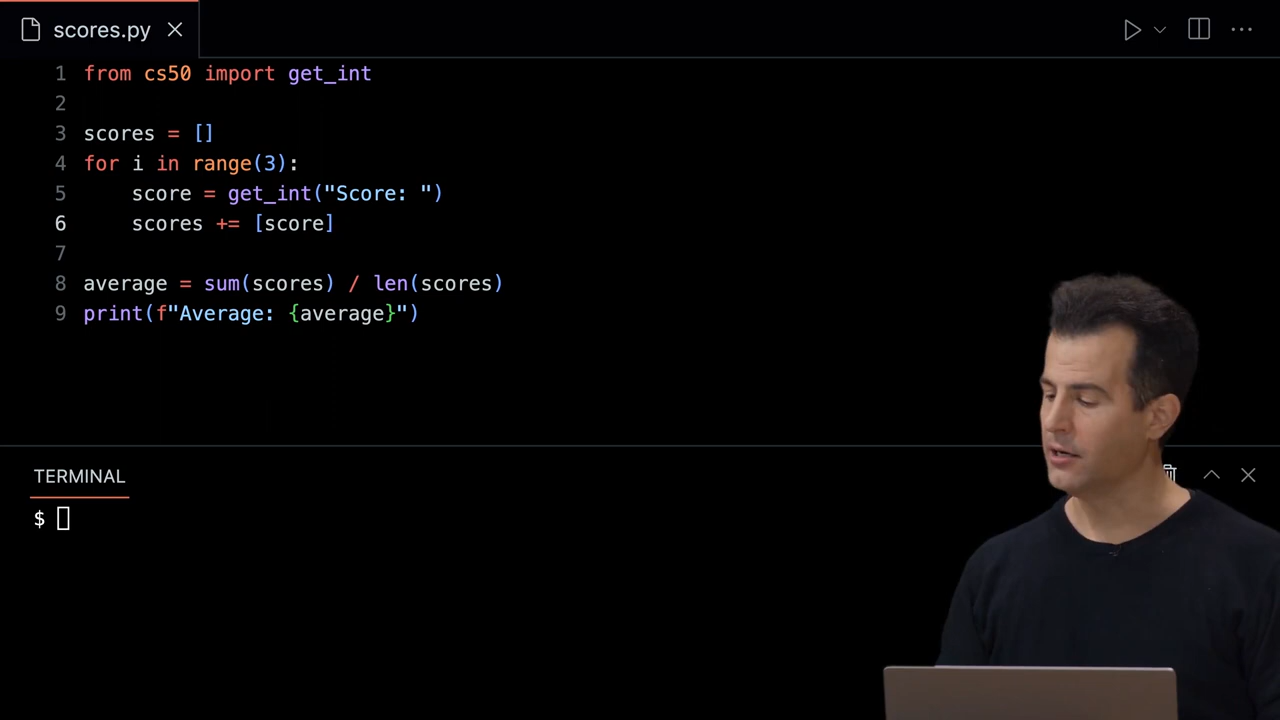 scores.py
1 from cs50 import get_int
2
3 scores = []
4 for i in range(3):
5     score = get_int("Score: ")
6     scores += [score]
7
8 average = sum(scores) / len(scores)
9 print(f"Average: {average}")
TERMINAL
$